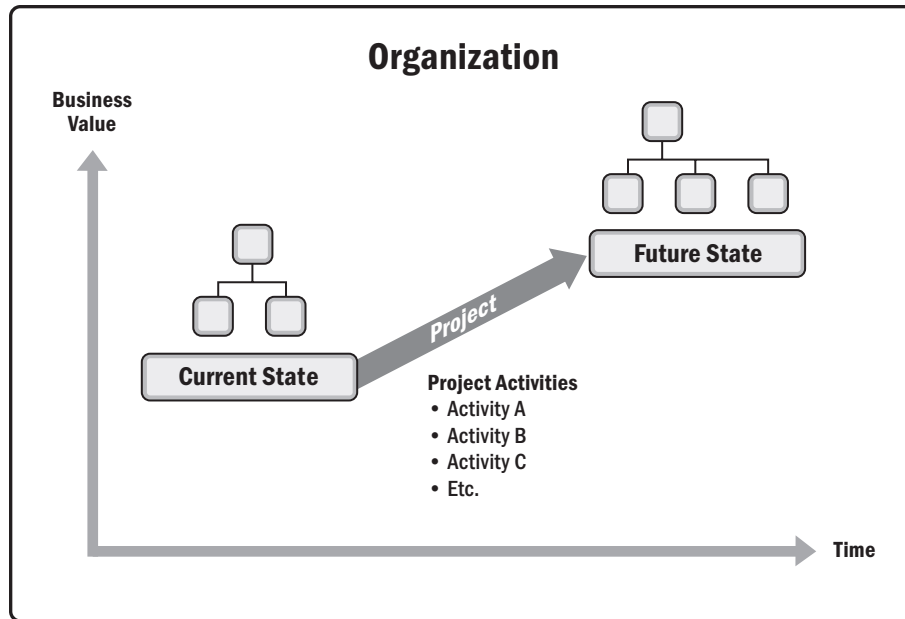 Organization
Business
Value
Future State
Project
Current State
Project Activities
• Activity A
• Activity B
• Activity C
• Etc.
Time